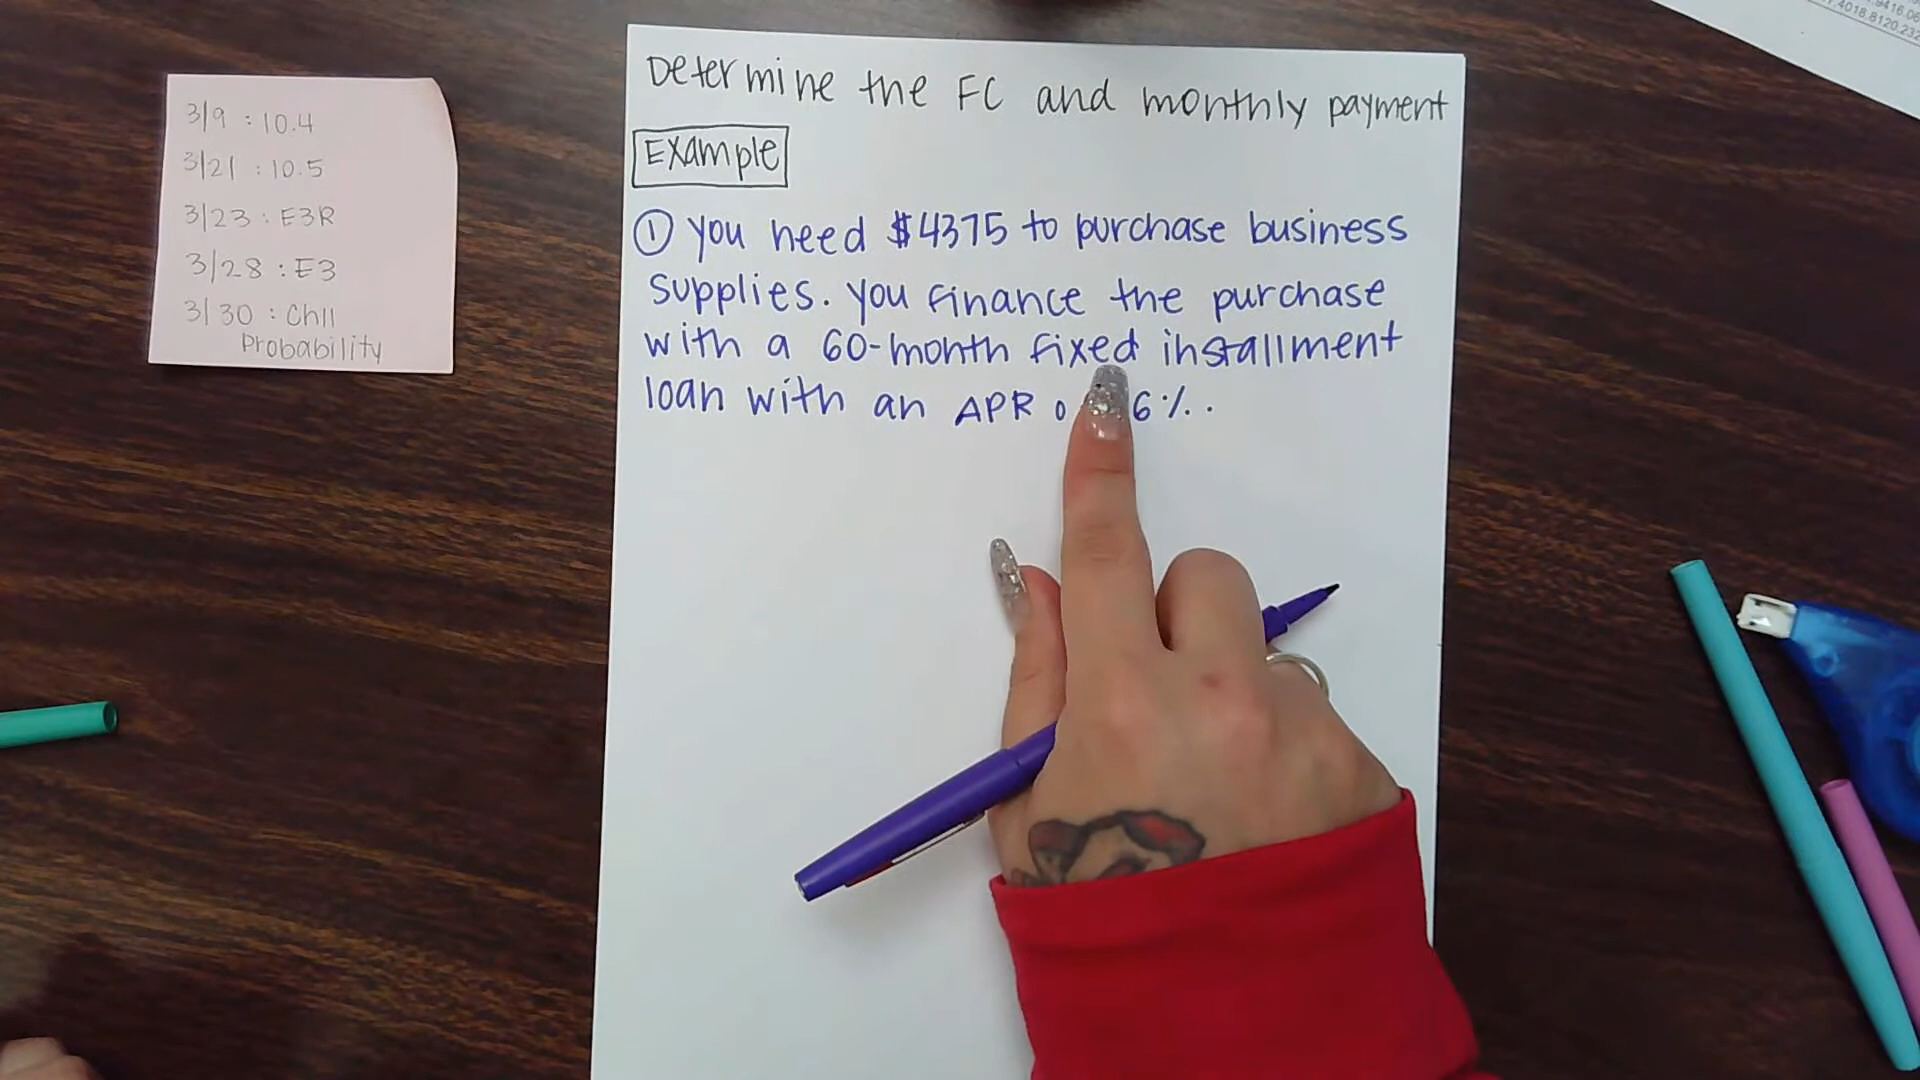 3/9 : 10.4
3/21 : 10.5
3/23 : E3R
3/28 : E3
3/30 : Ch11
Probability
Determine the FC and monthly payment
Example
① You need $4375 to purchase business
supplies. You finance the purchase
with a 60-month fixed installment
loan with an APR 6%.